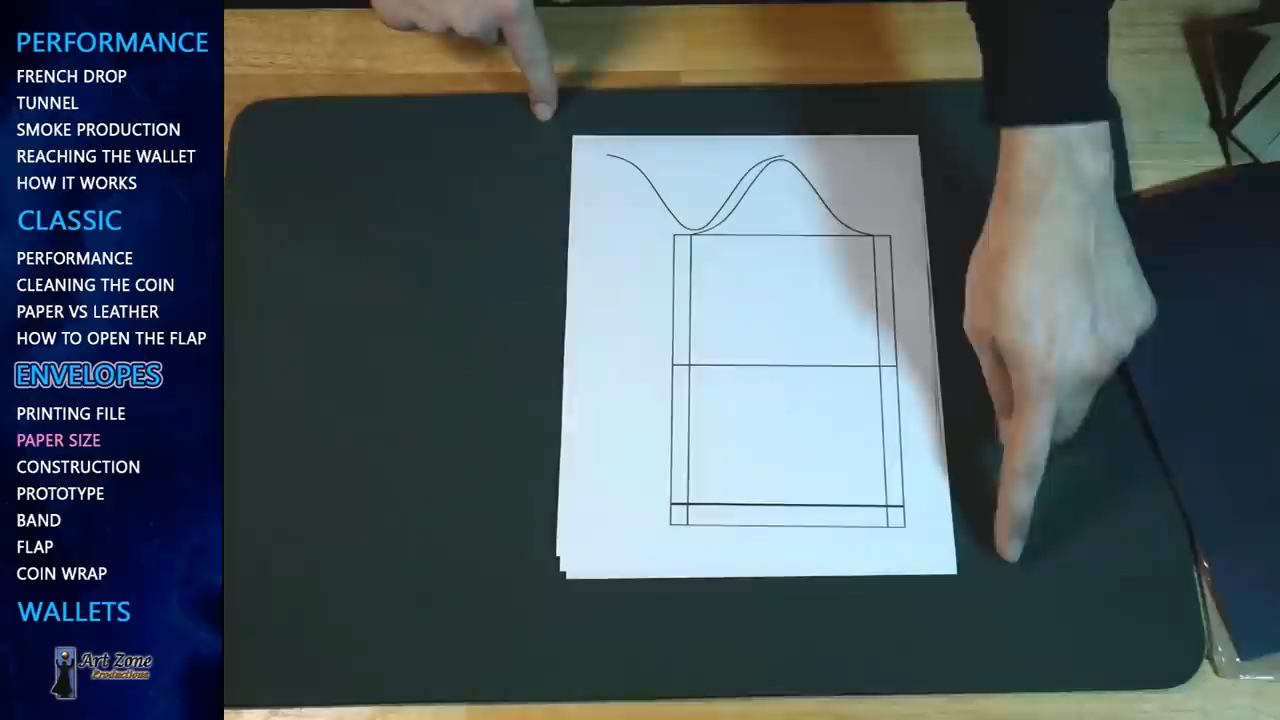 PERFORMANCE
FRENCH DROP
TUNNEL
SMOKE PRODUCTION
REACHING THE WALLET
HOW IT WORKS
CLASSIC
PERFORMANCE
CLEANING THE COIN
PAPER VS LEATHER
HOW TO OPEN THE FLAP
ENVELOPES
PRINTING FILE
PAPER SIZE
CONSTRUCTION
PROTOTYPE
BAND
FLAP
COIN WRAP
WALLETS
Art Zone
Productions